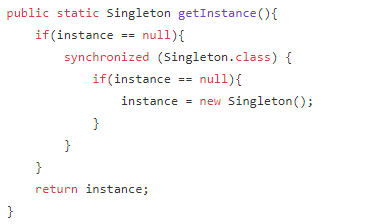 public static Singleton getInstance(){
    if(instance == null){
        synchronized (Singleton.class) {
            if(instance == null){
                instance = new Singleton();
            }
        }
    }
    return instance;
}